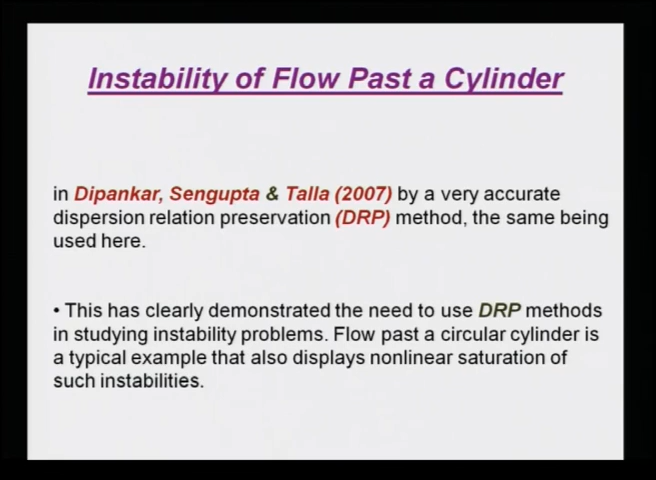 Instability of Flow Past a Cylinder
in Dipankar, Sengupta & Talla (2007) by a very accurate
dispersion relation preservation (DRP) method, the same being
used here.
• This has clearly demonstrated the need to use DRP methods
in studying instability problems. Flow past a circular cylinder is
a typical example that also displays nonlinear saturation of
such instabilities.